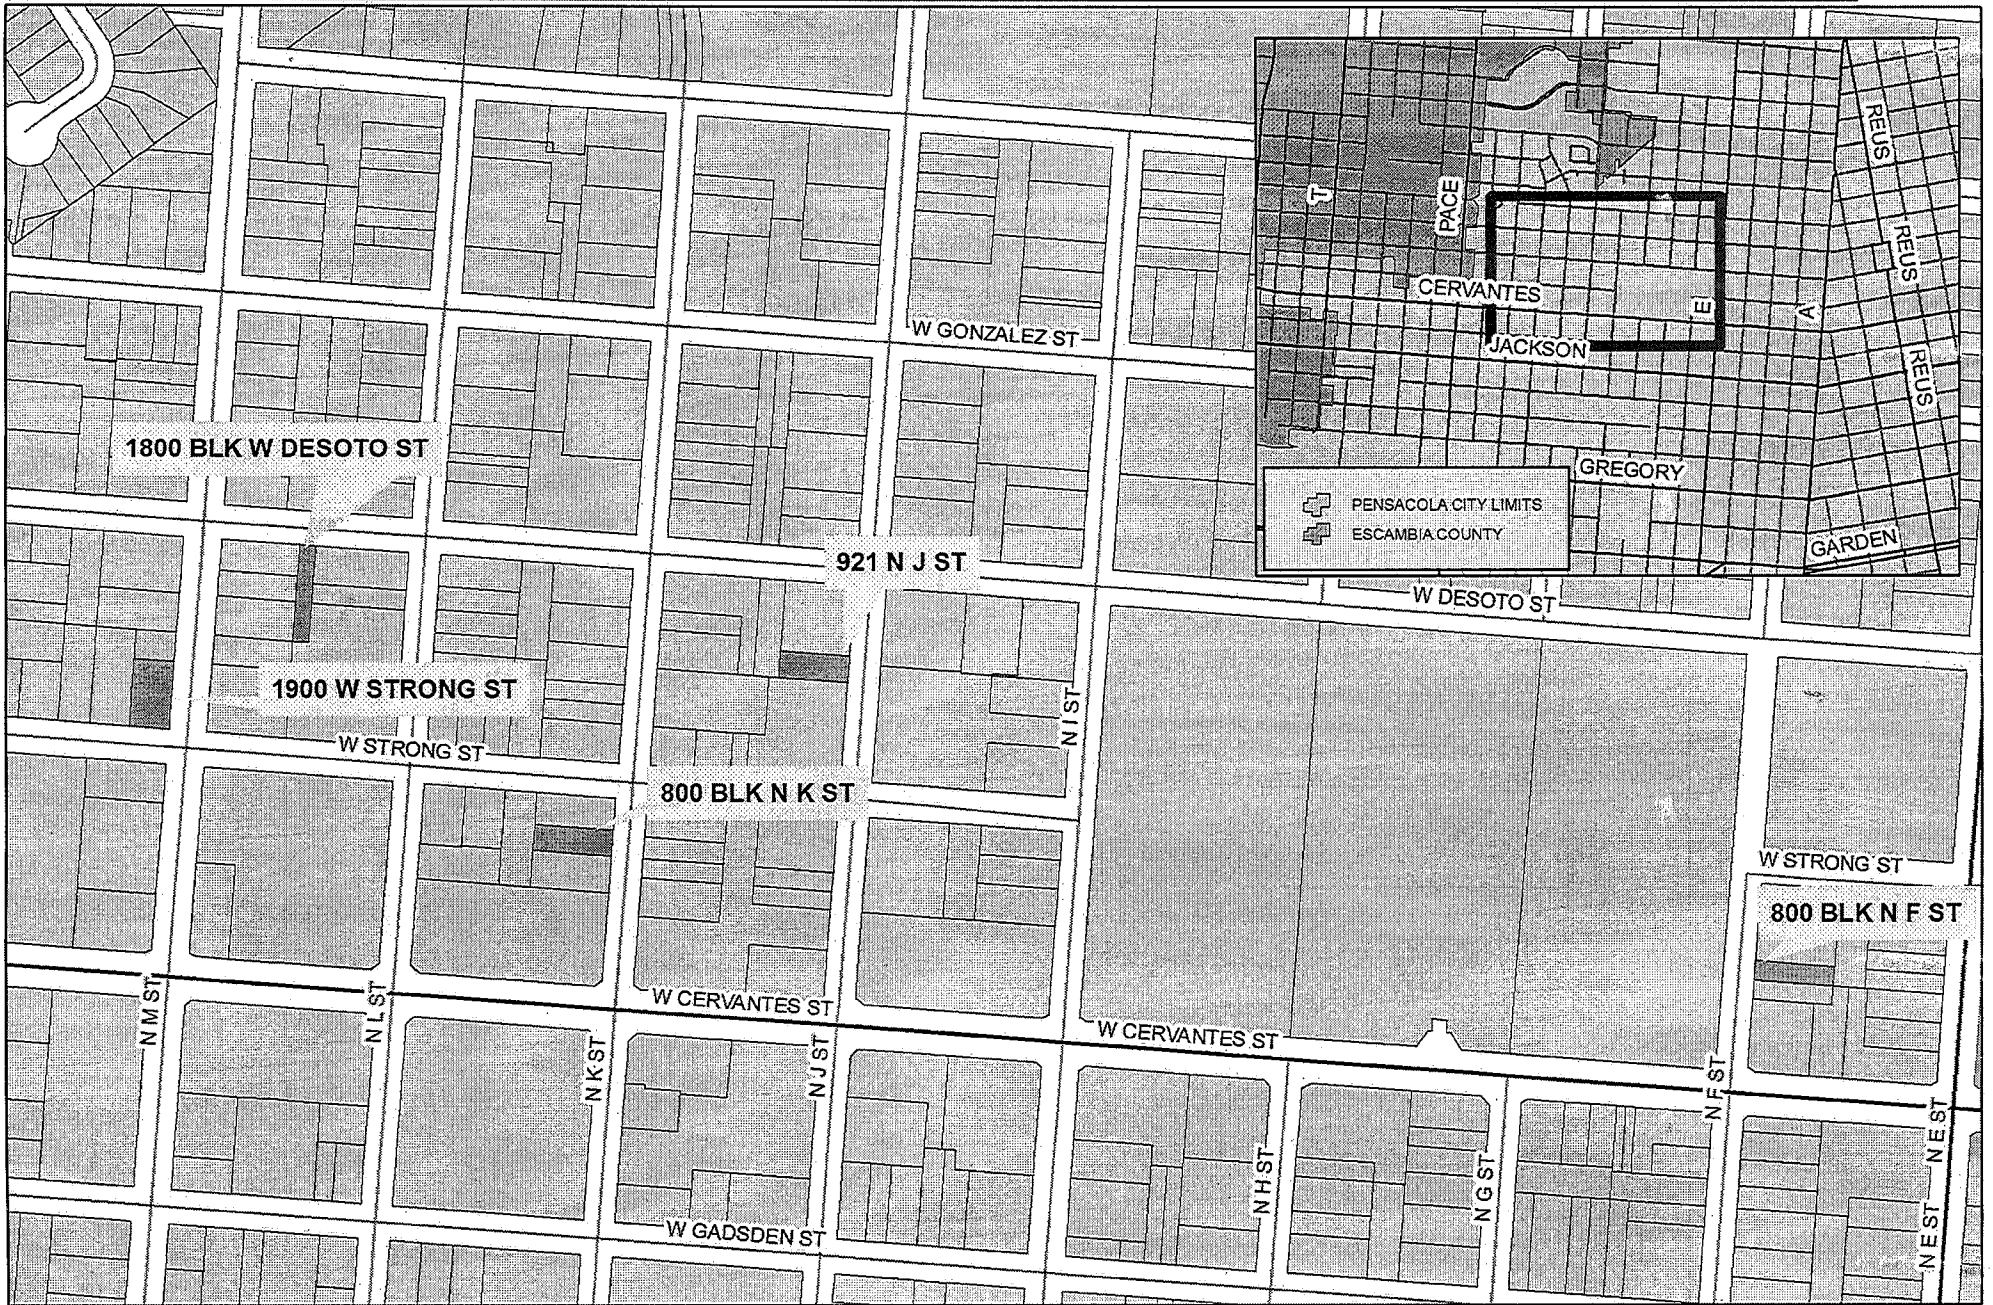 REUS
T
PACE
REUS
CERVANTES
E
A
JACKSON
REUS
GREGORY
PENSACOLA CITY LIMITS
ESCAMBIA COUNTY
GARDEN
W GONZALEZ ST
1800 BLK W DESOTO ST
921 N J ST
W DESOTO ST
1900 W STRONG ST
N I ST
W STRONG ST
800 BLK N K ST
W STRONG ST
800 BLK N F ST
N M ST
N L ST
W CERVANTES ST
W CERVANTES ST
N K ST
N J ST
N F ST
N E ST
N H ST
N G ST
N E ST
W GADSDEN ST